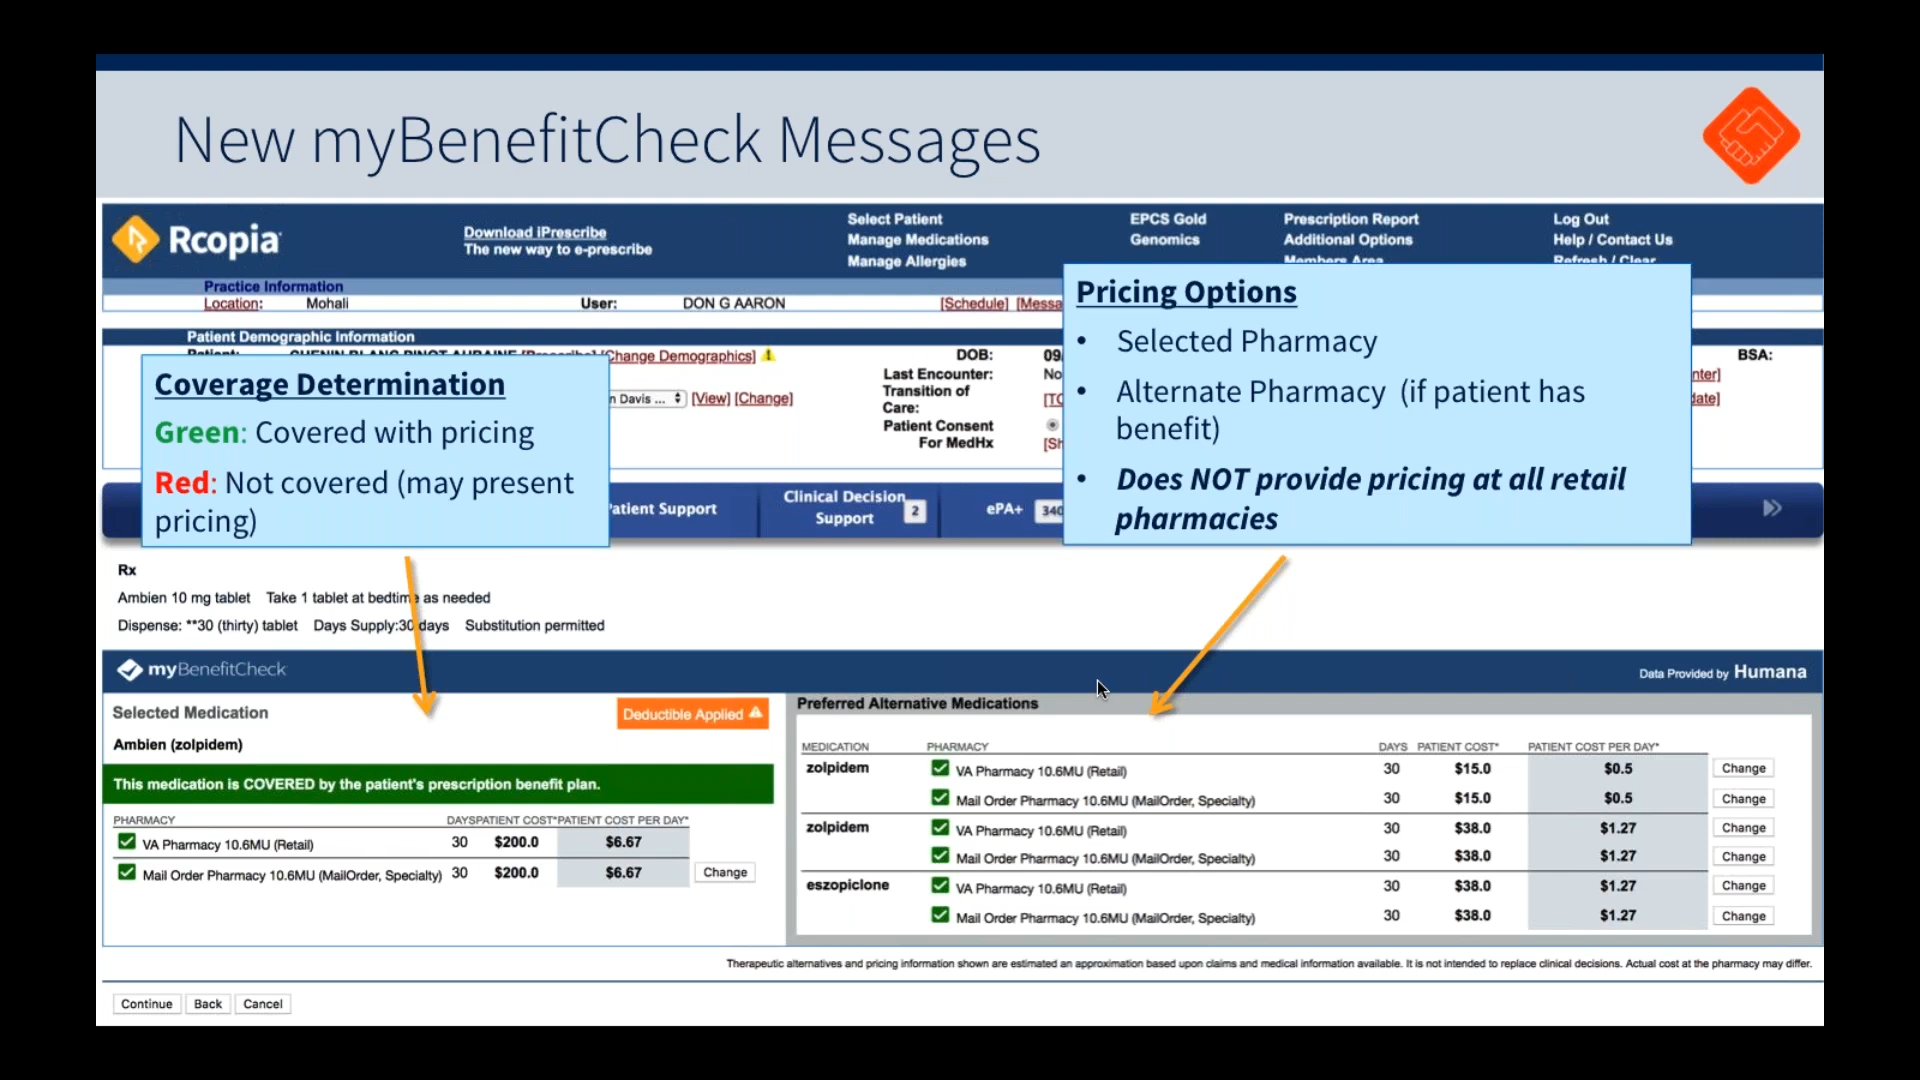 New myBenefitCheck Messages
Rcopia
Download iPrescribe
The new way to e-prescribe
Select Patient
Manage Medications
Manage Allergies
EPCS Gold
Genomics
Prescription Report
Additional Options
Members Area
Log Out
Help / Contact Us
Refresh / Clear
Practice Information
Location: Mohali User: DON G AARON [Schedule] [Messa
Patient Demographic Information
[Change Demographics]
DOB: 09
BSA:
Last Encounter: No
Transition of
Care: [TC
Patient Consent
For MedHx [Sh
n Davis ... [View] [Change]
nter]
date]
Coverage Determination
Green: Covered with pricing
Red: Not covered (may present
pricing)
Pricing Options
• Selected Pharmacy
• Alternate Pharmacy (if patient has
benefit)
• Does NOT provide pricing at all retail
pharmacies
Patient Support
Clinical Decision
Support 2
ePA+ 340
Rx
Ambien 10 mg tablet Take 1 tablet at bedtime as needed
Dispense: **30 (thirty) tablet Days Supply:30 days Substitution permitted
myBenefitCheck
Data Provided by Humana
Selected Medication
Deductible Applied
Ambien (zolpidem)
This medication is COVERED by the patient's prescription benefit plan.
PHARMACY DAYS PATIENT COST* PATIENT COST PER DAY*
VA Pharmacy 10.6MU (Retail) 30 $200.0 $6.67
Mail Order Pharmacy 10.6MU (MailOrder, Specialty) 30 $200.0 $6.67 Change
Preferred Alternative Medications
MEDICATION PHARMACY DAYS PATIENT COST* PATIENT COST PER DAY*
zolpidem VA Pharmacy 10.6MU (Retail) 30 $15.0 $0.5 Change
Mail Order Pharmacy 10.6MU (MailOrder, Specialty) 30 $15.0 $0.5 Change
zolpidem VA Pharmacy 10.6MU (Retail) 30 $38.0 $1.27 Change
Mail Order Pharmacy 10.6MU (MailOrder, Specialty) 30 $38.0 $1.27 Change
eszopiclone VA Pharmacy 10.6MU (Retail) 30 $38.0 $1.27 Change
Mail Order Pharmacy 10.6MU (MailOrder, Specialty) 30 $38.0 $1.27 Change
Therapeutic alternatives and pricing information shown are estimated an approximation based upon claims and medical information available. It is not intended to replace clinical decisions. Actual cost at the pharmacy may differ.
Continue Back Cancel